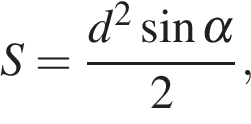 S = \frac{d^2 \sin \alpha}{2},